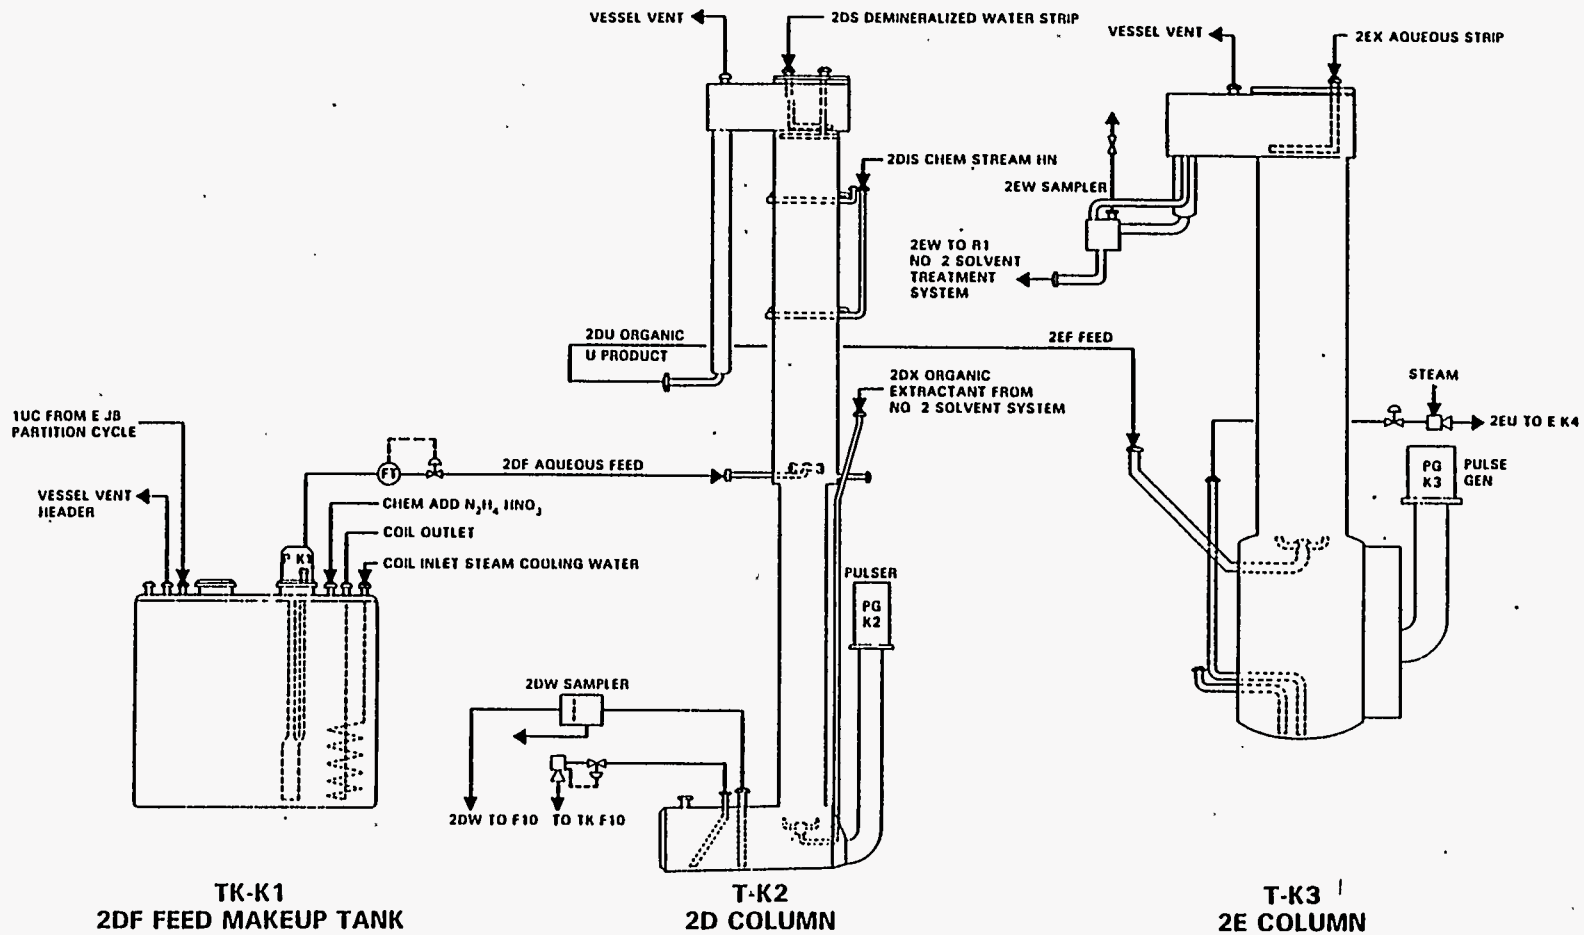 VESSEL VENT
2DS DEMINERALIZED WATER STRIP
VESSEL VENT
2EX AQUEOUS STRIP
2DIS CHEM STREAM HN
2EW SAMPLER
2EW TO R1
NO 2 SOLVENT
TREATMENT
SYSTEM
2DU ORGANIC
U PRODUCT
2EF FEED
2DX ORGANIC
EXTRACTANT FROM
NO 2 SOLVENT SYSTEM
STEAM
2EU TO E K4
1UC FROM E JB
PARTITION CYCLE
FT
2DF AQUEOUS FEED
PG
K3
PULSE
GEN
VESSEL VENT
HEADER
CHEM ADD N₂H₄ HNO₃
COIL OUTLET
K1
COIL INLET STEAM COOLING WATER
PULSER
PG
K2
2DW SAMPLER
2DW TO F10
TO TK F10
TK-K1
2DF FEED MAKEUP TANK
T-K2
2D COLUMN
T-K3
2E COLUMN